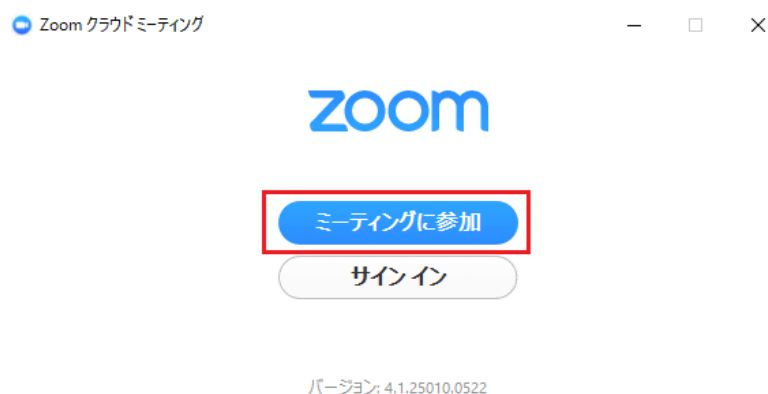 Zoom クラウド ミーティング
zoom
ミーティングに参加
サイン イン
バージョン: 4.1.25010.0522